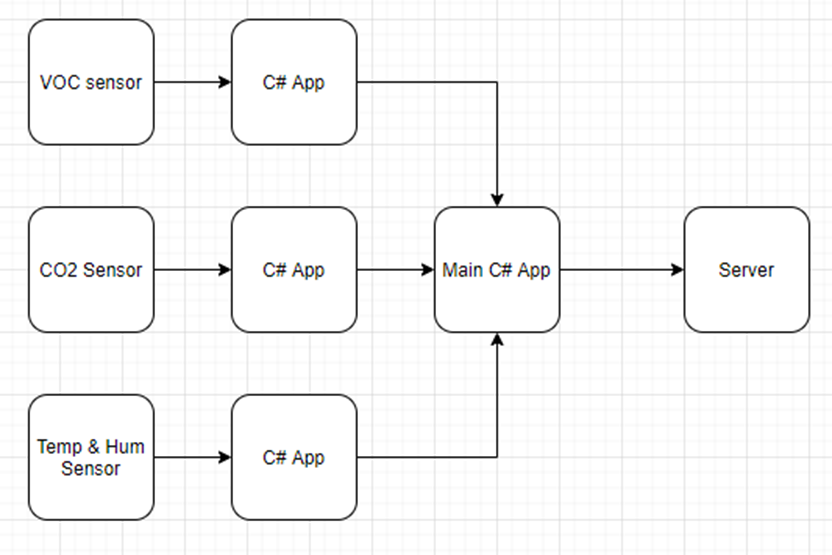 VOC sensor
C# App
CO2 Sensor
C# App
Main C# App
Server
Temp & Hum
Sensor
C# App